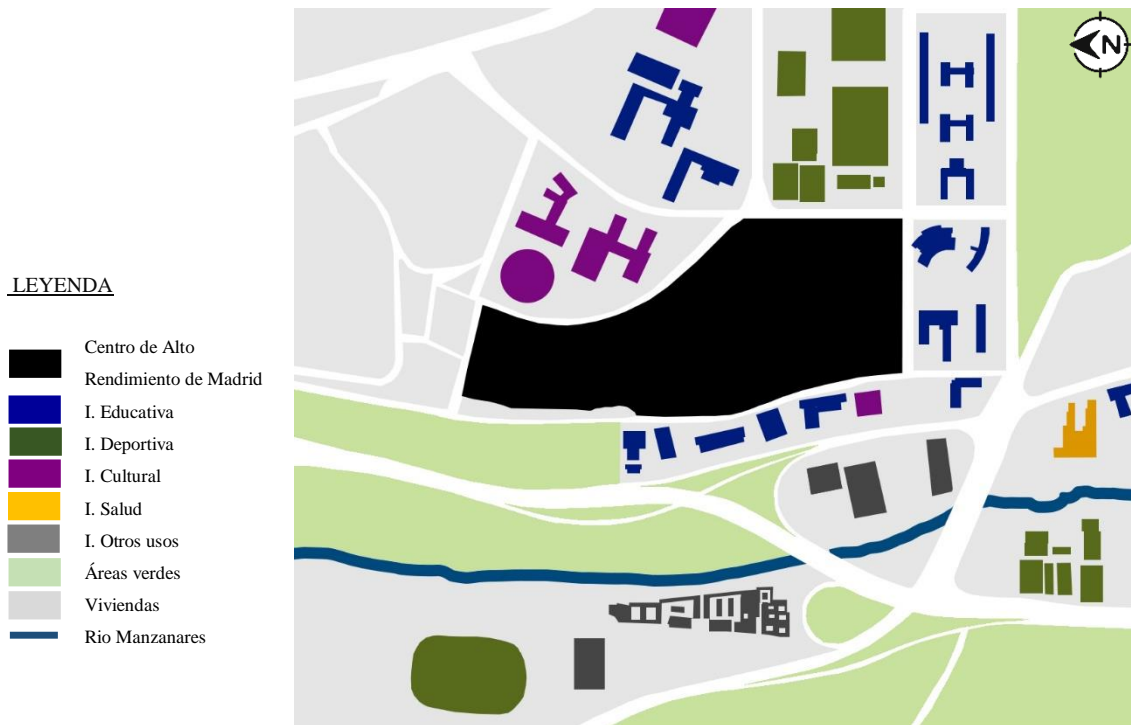 N
LEYENDA
Centro de Alto
Rendimiento de Madrid
I. Educativa
I. Deportiva
I. Cultural
I. Salud
I. Otros usos
Áreas verdes
Viviendas
Rio Manzanares